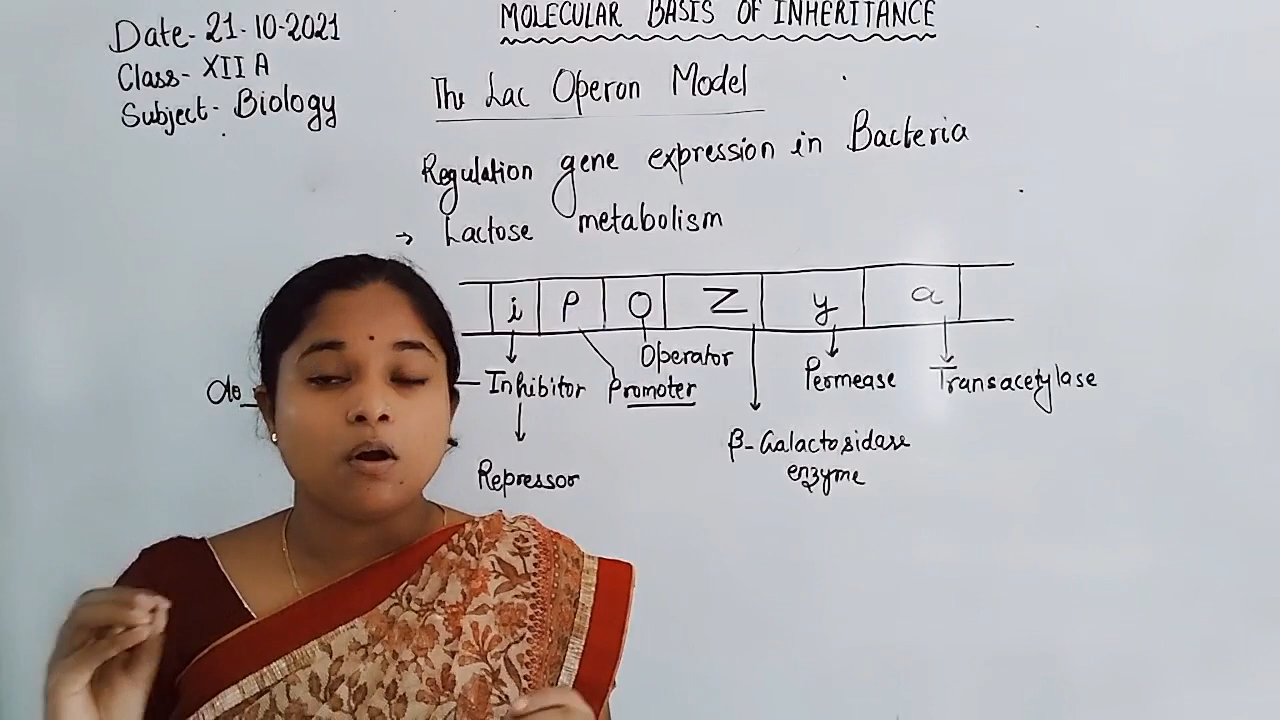 Date- 21-10-2021
Class- XII A
Subject- Biology
MOLECULAR BASIS OF INHERITANCE
The Lac Operon Model
Regulation gene expression in Bacteria
→ Lactose metabolism
i P O Z y a
Operator
Inhibitor Promoter Permease Transacetylase
β-Galactosidase
enzyme
Repressor